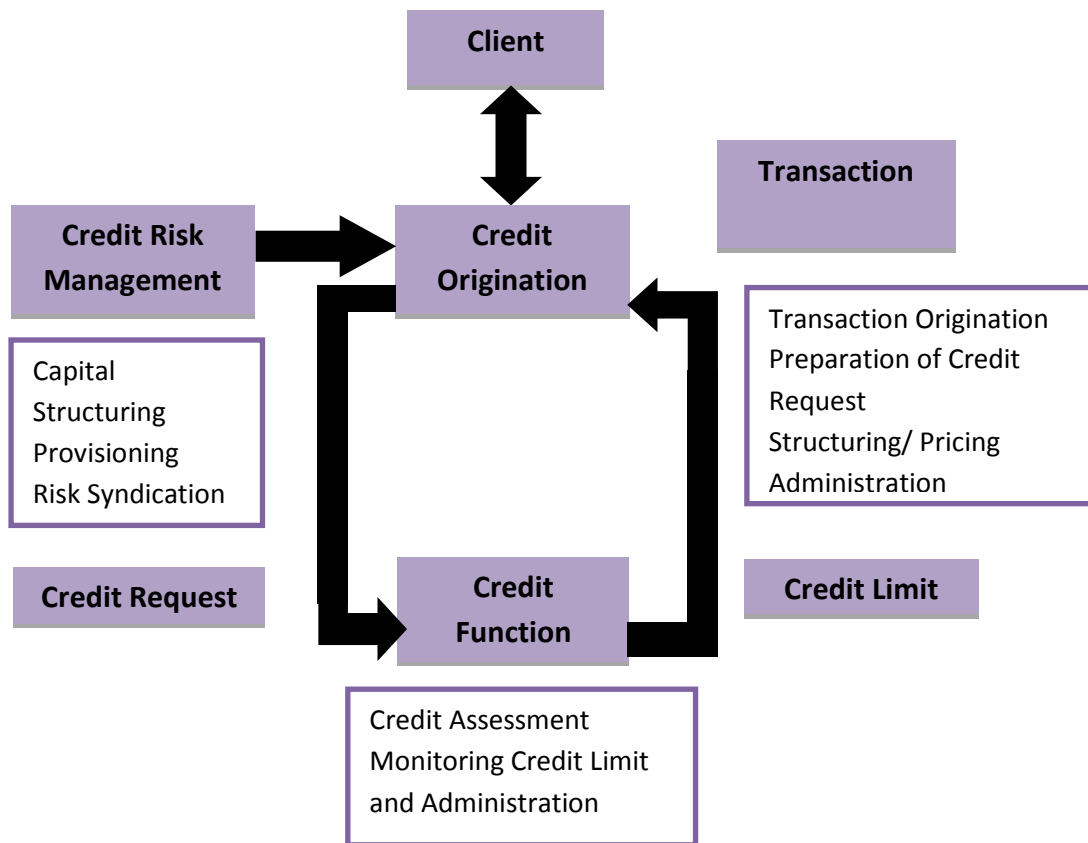 Client
Transaction
Credit Risk
Management
Credit
Origination
Capital
Structuring
Provisioning
Risk Syndication
Transaction Origination
Preparation of Credit
Request
Structuring/ Pricing
Administration
Credit Request
Credit
Function
Credit Limit
Credit Assessment
Monitoring Credit Limit
and Administration